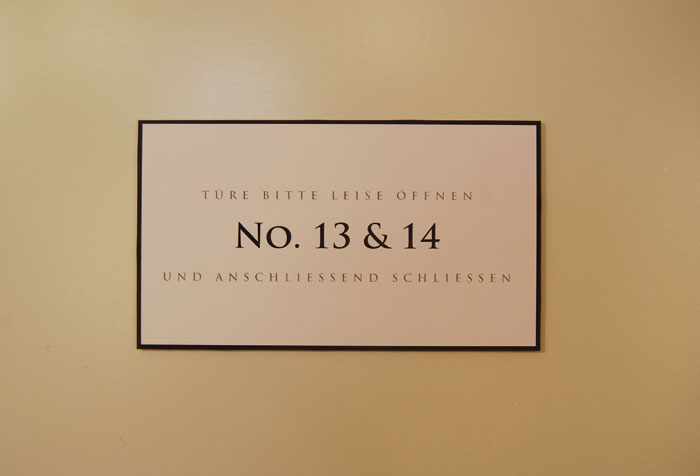 TÜRE BITTE LEISE ÖFFNEN
No. 13 & 14
UND ANSCHLIESSEND SCHLIESSEN